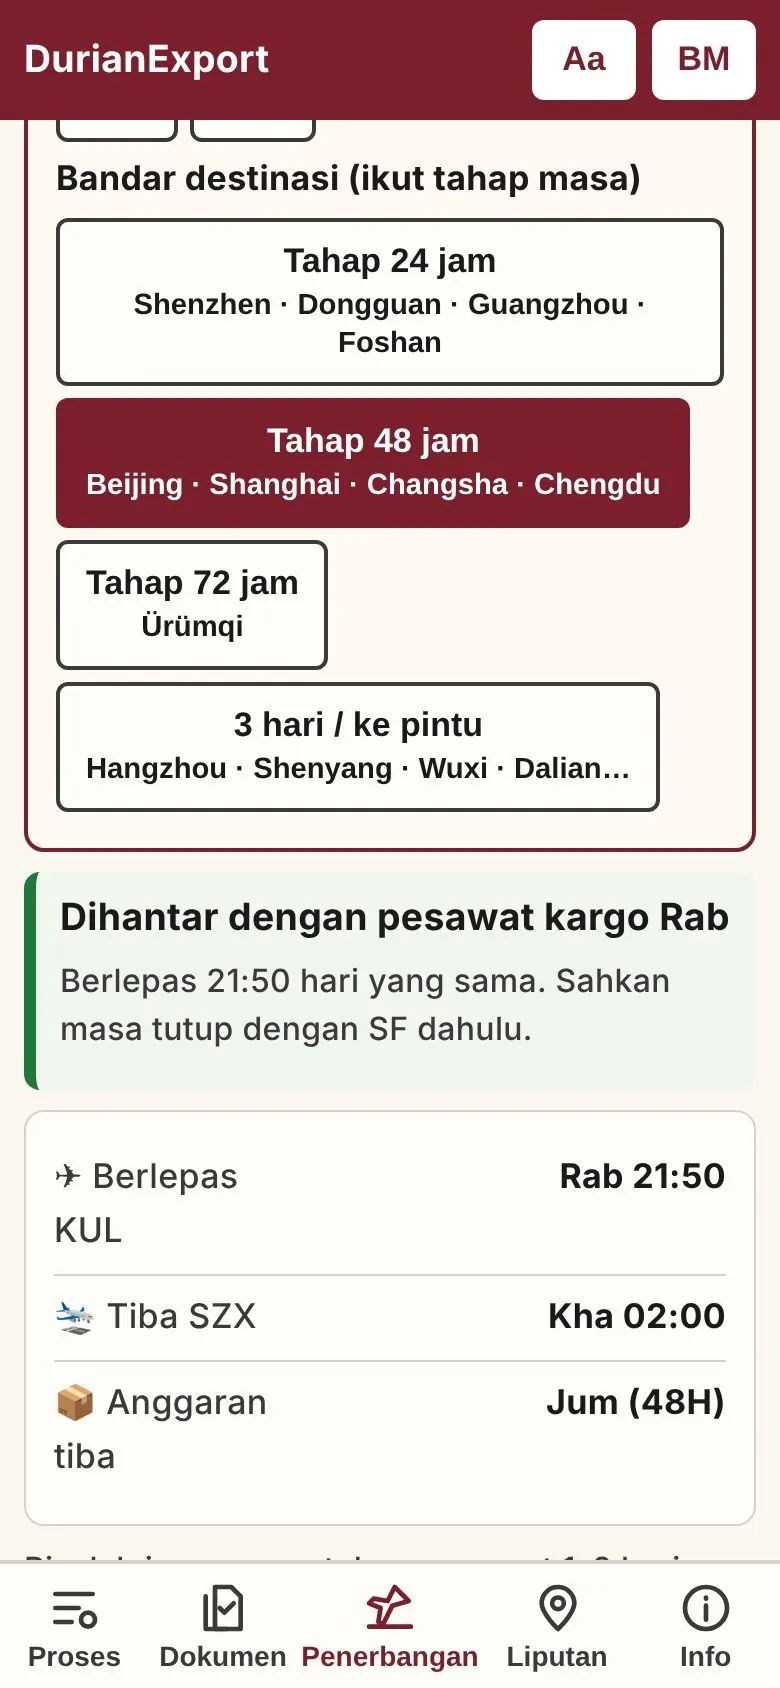 DurianExport
Aa
BM
Bandar destinasi (ikut tahap masa)
Tahap 24 jam
Shenzhen · Dongguan · Guangzhou ·
Foshan
Tahap 48 jam
Beijing · Shanghai · Changsha · Chengdu
Tahap 72 jam
Ürümqi
3 hari / ke pintu
Hangzhou · Shenyang · Wuxi · Dalian…
Dihantar dengan pesawat kargo Rab
Berlepas 21:50 hari yang sama. Sahkan
masa tutup dengan SF dahulu.
✈ Berlepas KUL
Rab 21:50
🛬 Tiba SZX
Kha 02:00
📦 Anggaran tiba
Jum (48H)
Proses
Dokumen
Penerbangan
Liputan
Info